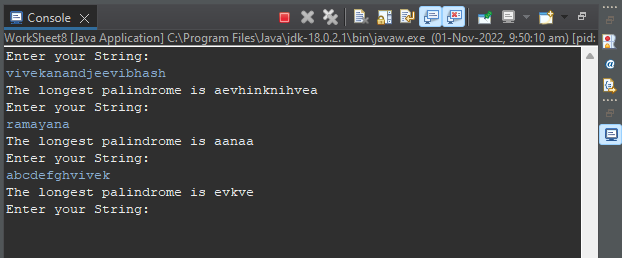 Console
WorkSheet8 [Java Application] C:\Program Files\Java\jdk-18.0.2.1\bin\javaw.exe (01-Nov-2022, 9:50:10 am) [pid:
Enter your String:
vivekanandjeevibhash
The longest palindrome is aevhinknihvea
Enter your String:
ramayana
The longest palindrome is aanaa
Enter your String:
abcdefghvivek
The longest palindrome is evkve
Enter your String: